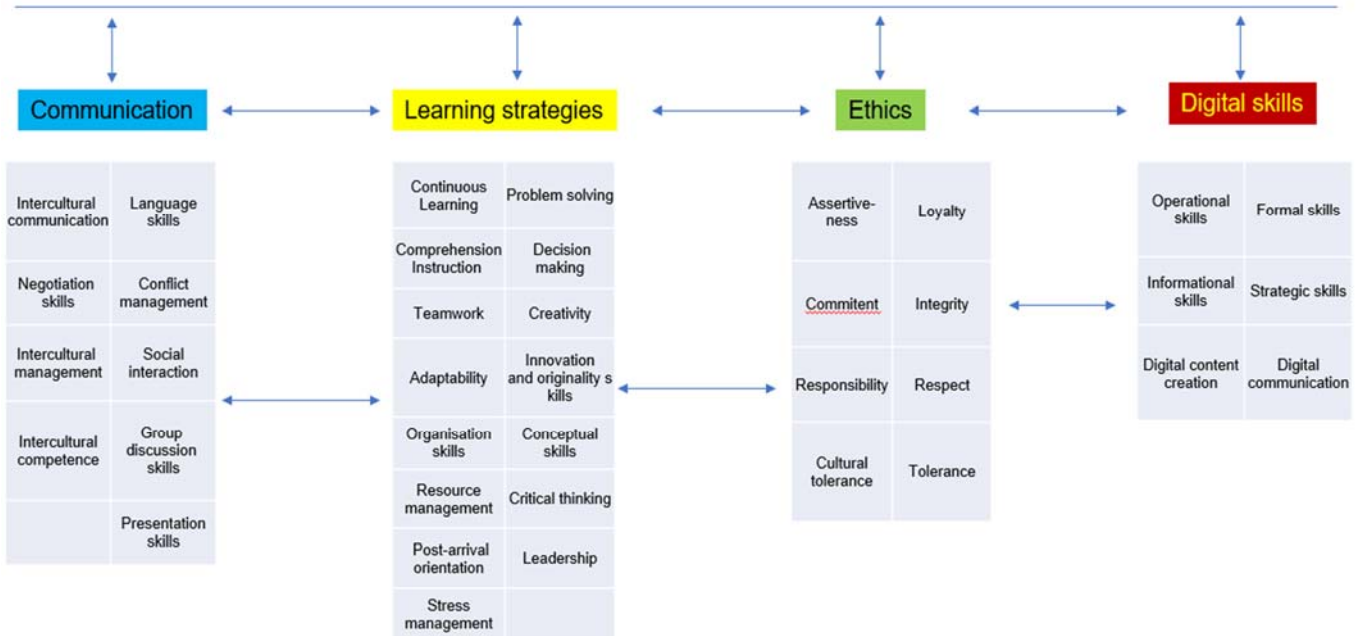 Communication
Learning strategies
Ethics
Digital skills
Intercultural
communication
Language
skills
Negotiation
skills
Conflict
management
Intercultural
management
Social
interaction
Intercultural
competence
Group
discussion
skills
Presentation
skills
Continuous
Learning
Problem solving
Comprehension
Instruction
Decision
making
Teamwork
Creativity
Adaptability
Innovation
and originality s
kills
Organisation
skills
Conceptual
skills
Resource
management
Critical thinking
Post-arrival
orientation
Leadership
Stress
management
Assertive-
ness
Loyalty
Commitent
Integrity
Responsibility
Respect
Cultural
tolerance
Tolerance
Operational
skills
Formal skills
Informational
skills
Strategic skills
Digital content
creation
Digital
communication